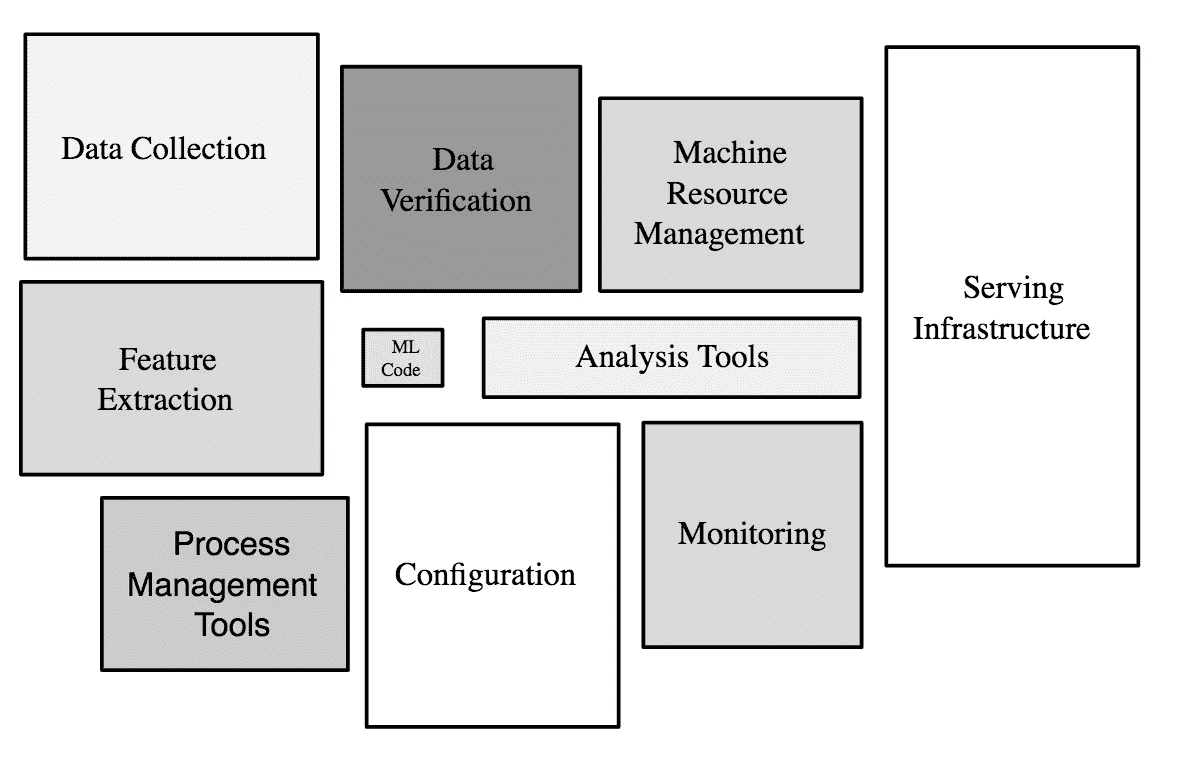 Data Collection
Data
Verification
Machine
Resource
Management
Serving
Infrastructure
Feature
Extraction
ML
Code
Analysis Tools
Process
Management
Tools
Configuration
Monitoring